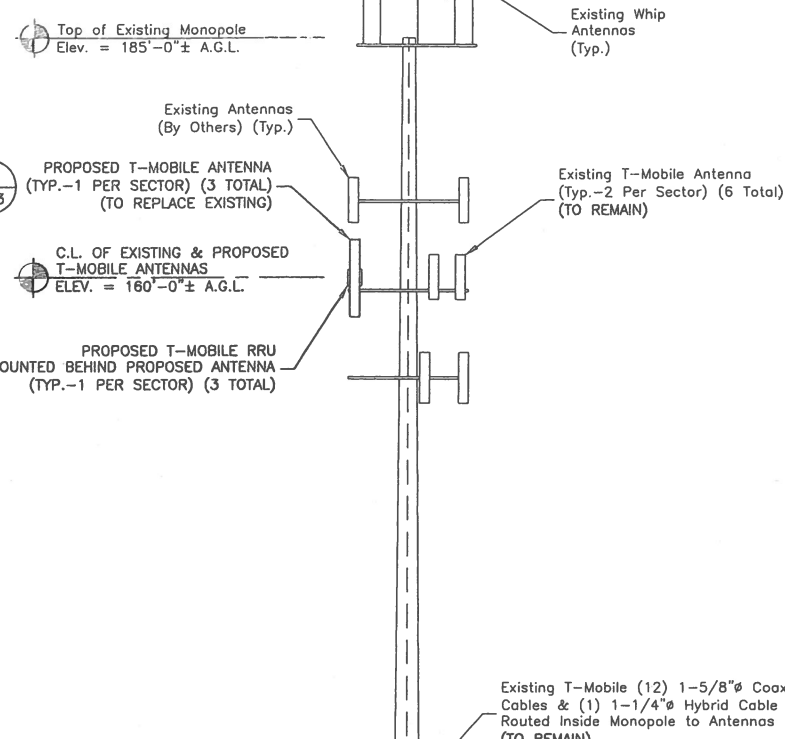 Existing Whip
Antennas
(Typ.)
Top of Existing Monopole
Elev. = 185'-0"± A.G.L.
Existing Antennas
(By Others) (Typ.)
3
PROPOSED T-MOBILE ANTENNA
(TYP.-1 PER SECTOR) (3 TOTAL)
(TO REPLACE EXISTING)
Existing T-Mobile Antenna
(Typ.-2 Per Sector) (6 Total)
(TO REMAIN)
C.L. OF EXISTING & PROPOSED
T-MOBILE ANTENNAS
ELEV. = 160'-0"± A.G.L.
PROPOSED T-MOBILE RRU
OUNTED BEHIND PROPOSED ANTENNA
(TYP.-1 PER SECTOR) (3 TOTAL)
Existing T-Mobile (12) 1-5/8"ø Coax
Cables & (1) 1-1/4"ø Hybrid Cable
Routed Inside Monopole to Antennas
(TO REMAIN)